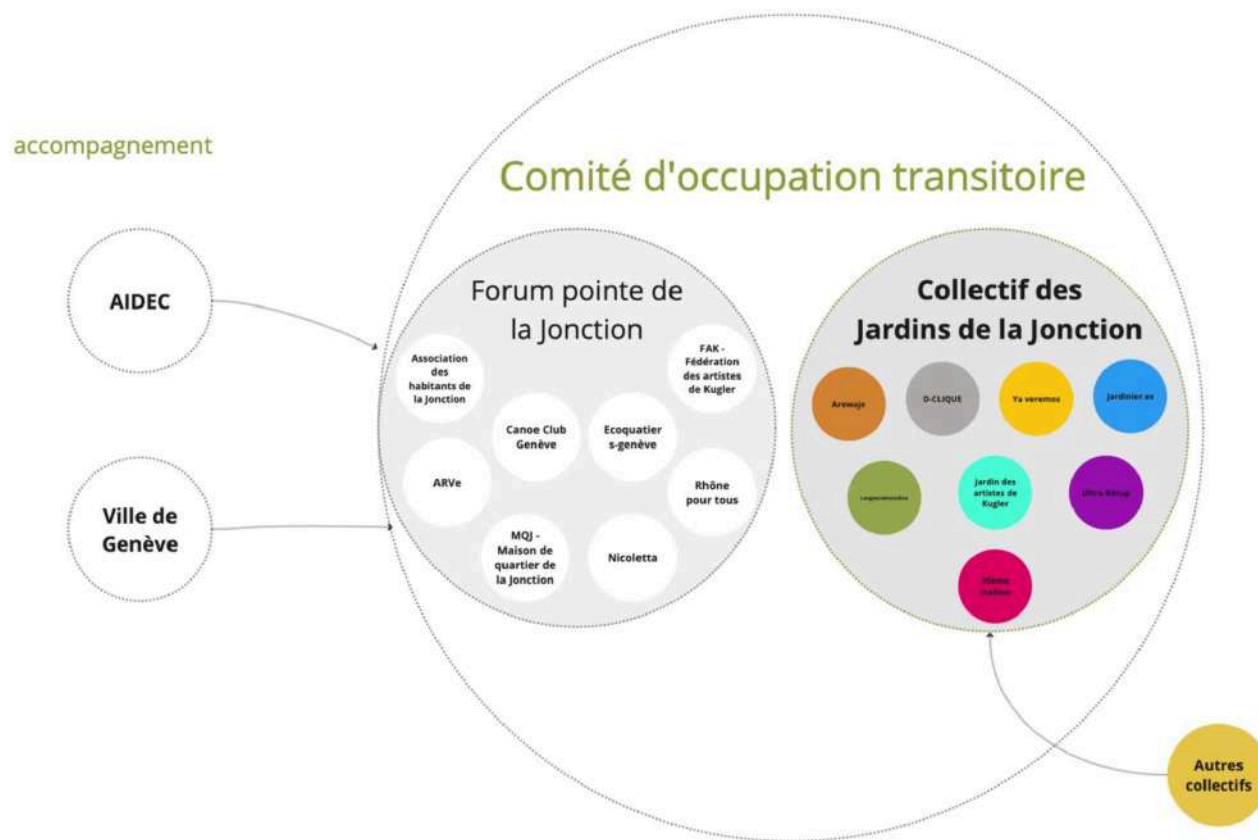 accompagnement
Comité d'occupation transitoire
AIDEC
Ville de
Genève
Forum pointe de
la Jonction
Association
des
habitants de
la Jonction
FAK -
Fédération
des artistes
de Kugler
Canoe Club
Genève
Ecoquatier
s-genève
ARVe
Rhône
pour tous
MQJ -
Maison de
quartier de
la Jonction
Nicoletta
Collectif des
Jardins de la Jonction
Arewaje
D-CLIQUE
Ya veremos
Jardinier.es
Jardin des
artistes de
Kugler
Ultra Récup
Autres
collectifs